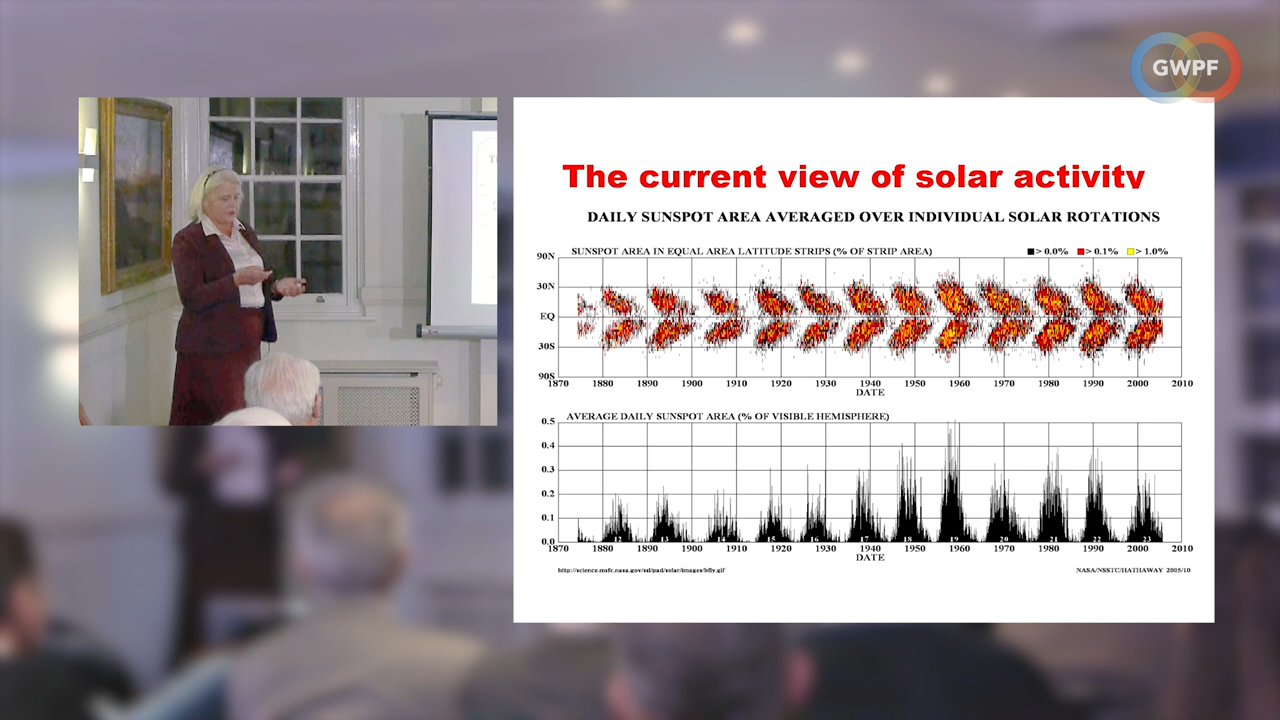 GWPF
The current view of solar activity
DAILY SUNSPOT AREA AVERAGED OVER INDIVIDUAL SOLAR ROTATIONS
SUNSPOT AREA IN EQUAL AREA LATITUDE STRIPS (% OF STRIP AREA) > 0.0% > 0.1% > 1.0%
90N
30N
EQ
30S
90S
1870 1880 1890 1900 1910 1920 1930 1940 1950 1960 1970 1980 1990 2000 2010
DATE
AVERAGE DAILY SUNSPOT AREA (% OF VISIBLE HEMISPHERE)
0.5
0.4
0.3
0.2
0.1
0.0
12 13 14 15 16 17 18 19 20 21 22 23
1870 1880 1890 1900 1910 1920 1930 1940 1950 1960 1970 1980 1990 2000 2010
DATE
http://science.msfc.nasa.gov/ssl/pad/solar/images/bfly.gif NASA/NSSTC/HATHAWAY 2005/10